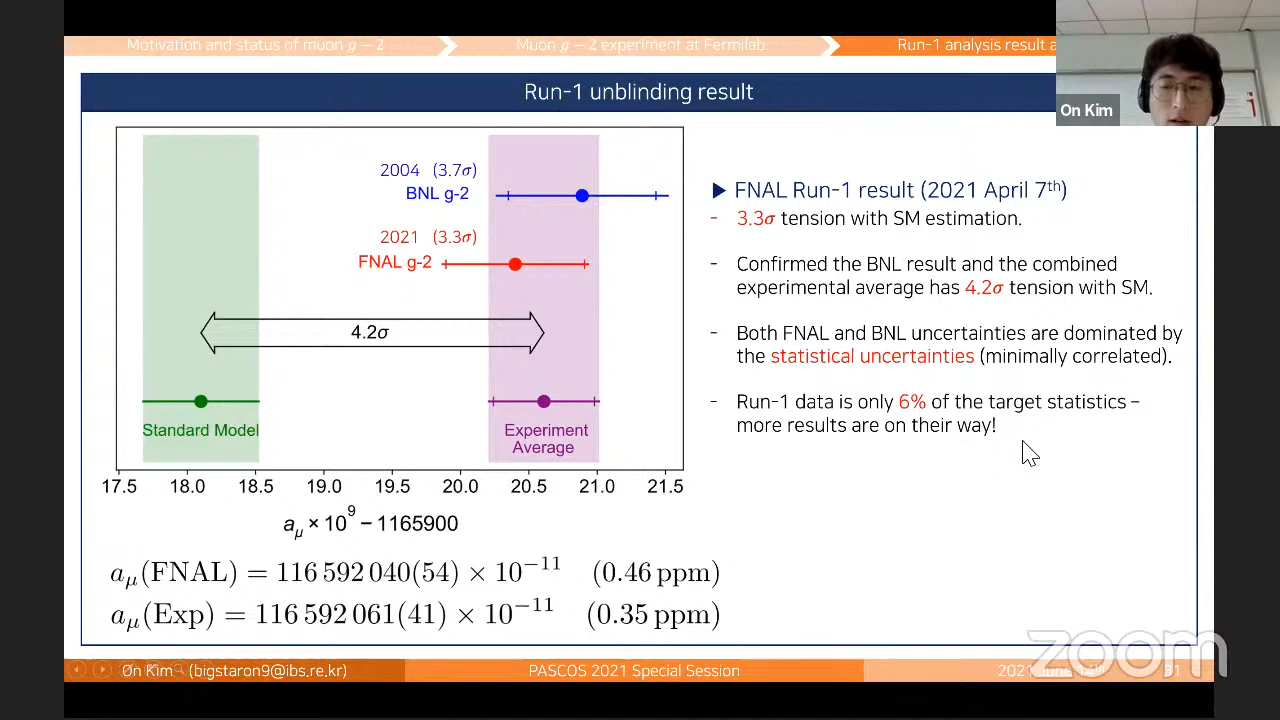 Motivation and status of muon g − 2
Muon g − 2 experiment at Fermilab
Run-1 analysis result a
On Kim
Run-1 unblinding result
2004 (3.7σ)
BNL g-2
2021 (3.3σ)
FNAL g-2
4.2σ
Standard Model
Experiment
Average
17.5 18.0 18.5 19.0 19.5 20.0 20.5 21.0 21.5
aμ × 10⁹ − 1165900
aμ(FNAL) = 116 592 040(54) × 10⁻¹¹ (0.46 ppm)
aμ(Exp) = 116 592 061(41) × 10⁻¹¹ (0.35 ppm)
▶ FNAL Run-1 result (2021 April 7ᵗʰ)
- 3.3σ tension with SM estimation.
- Confirmed the BNL result and the combined
experimental average has 4.2σ tension with SM.
- Both FNAL and BNL uncertainties are dominated by
the statistical uncertainties (minimally correlated).
- Run-1 data is only 6% of the target statistics –
more results are on their way!
zoom
On Kim (bigstaron9@ibs.re.kr)
PASCOS 2021 Special Session
2021 June
31